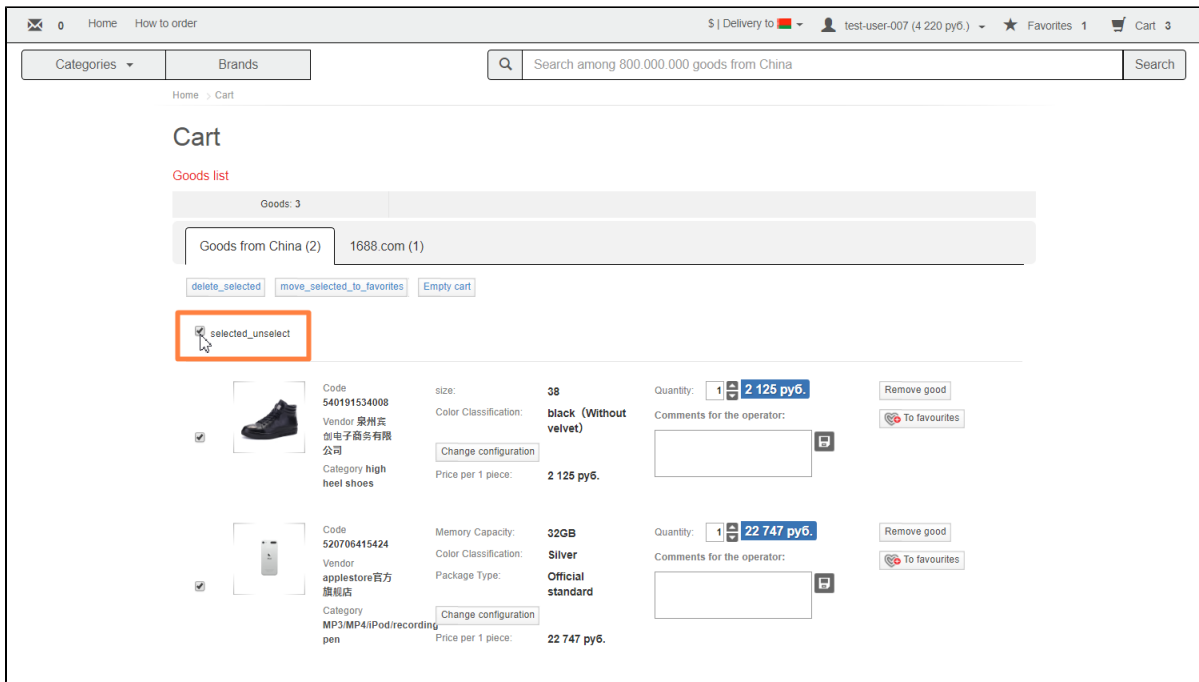 0 Home How to order $ | Delivery to test-user-007 (4 220 руб.) Favorites 1 Cart 3
Categories Brands Search among 800.000.000 goods from China Search
Home > Cart
Cart
Goods list
Goods: 3
Goods from China (2) 1688.com (1)
delete_selected move_selected_to_favorites Empty cart
selected_unselect
Code
540191534008
Vendor 泉州宾
创电子商务有限
公司
Category high
heel shoes
size: 38
Color Classification: black（Without
velvet）
Change configuration
Price per 1 piece: 2 125 руб.
Quantity: 1 2 125 руб.
Comments for the operator:
Remove good
To favourites
Code
520706415424
Vendor
applestore官方
旗舰店
Category
MP3/MP4/iPod/recording
pen
Memory Capacity: 32GB
Color Classification: Silver
Package Type: Official
standard
Change configuration
Price per 1 piece: 22 747 руб.
Quantity: 1 22 747 руб.
Comments for the operator:
Remove good
To favourites